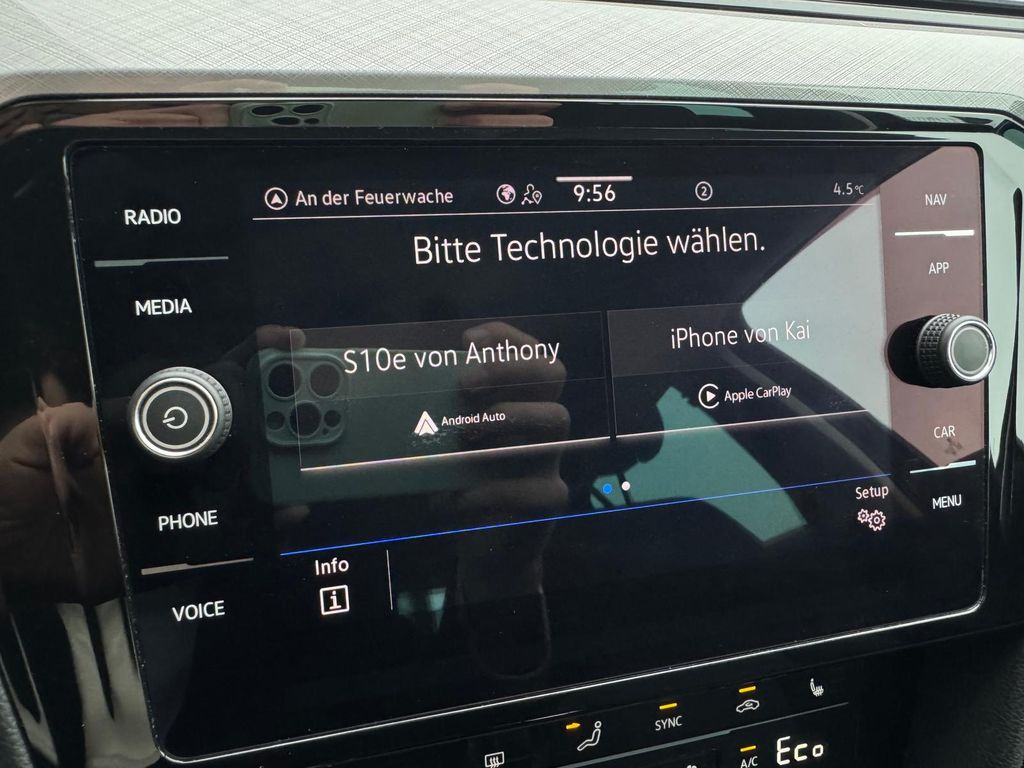 An der Feuerwache 9:56 2 4.5°C
Bitte Technologie wählen.
RADIO
MEDIA
PHONE
VOICE
S10e von Anthony
Android Auto
iPhone von Kai
Apple CarPlay
NAV
APP
CAR
MENU
Setup
Info
i
SYNC
A/C
Eco